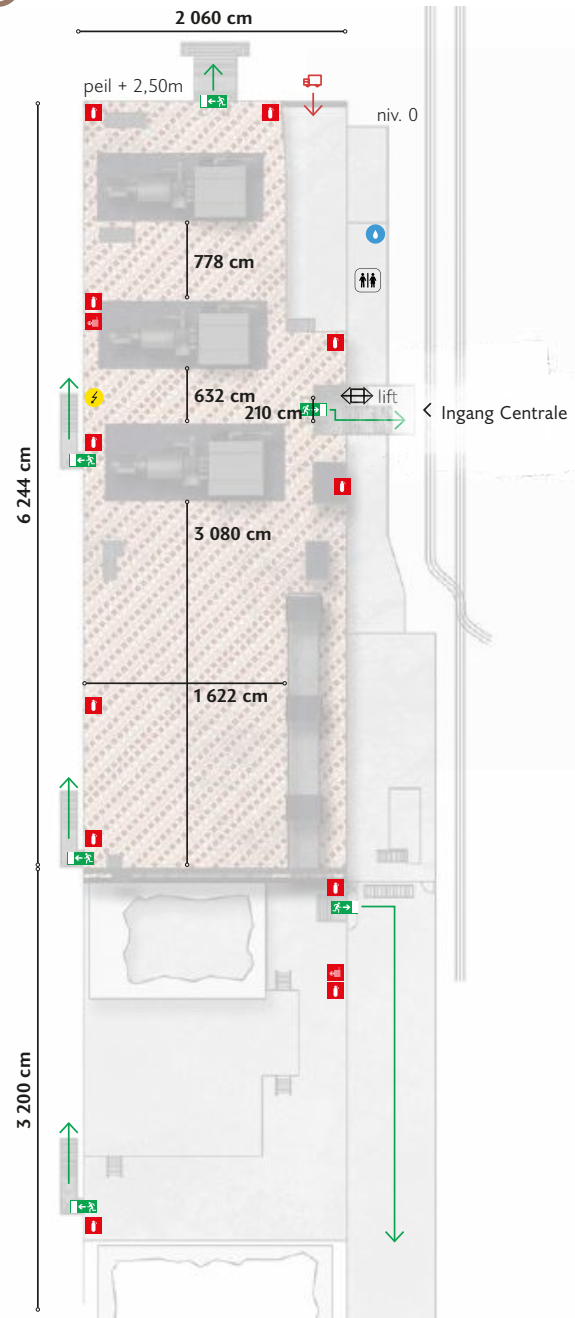 2 060 cm
peil + 2,50m
niv. 0
778 cm
632 cm
lift
210 cm
Ingang Centrale
6 244 cm
3 080 cm
1 622 cm
3 200 cm